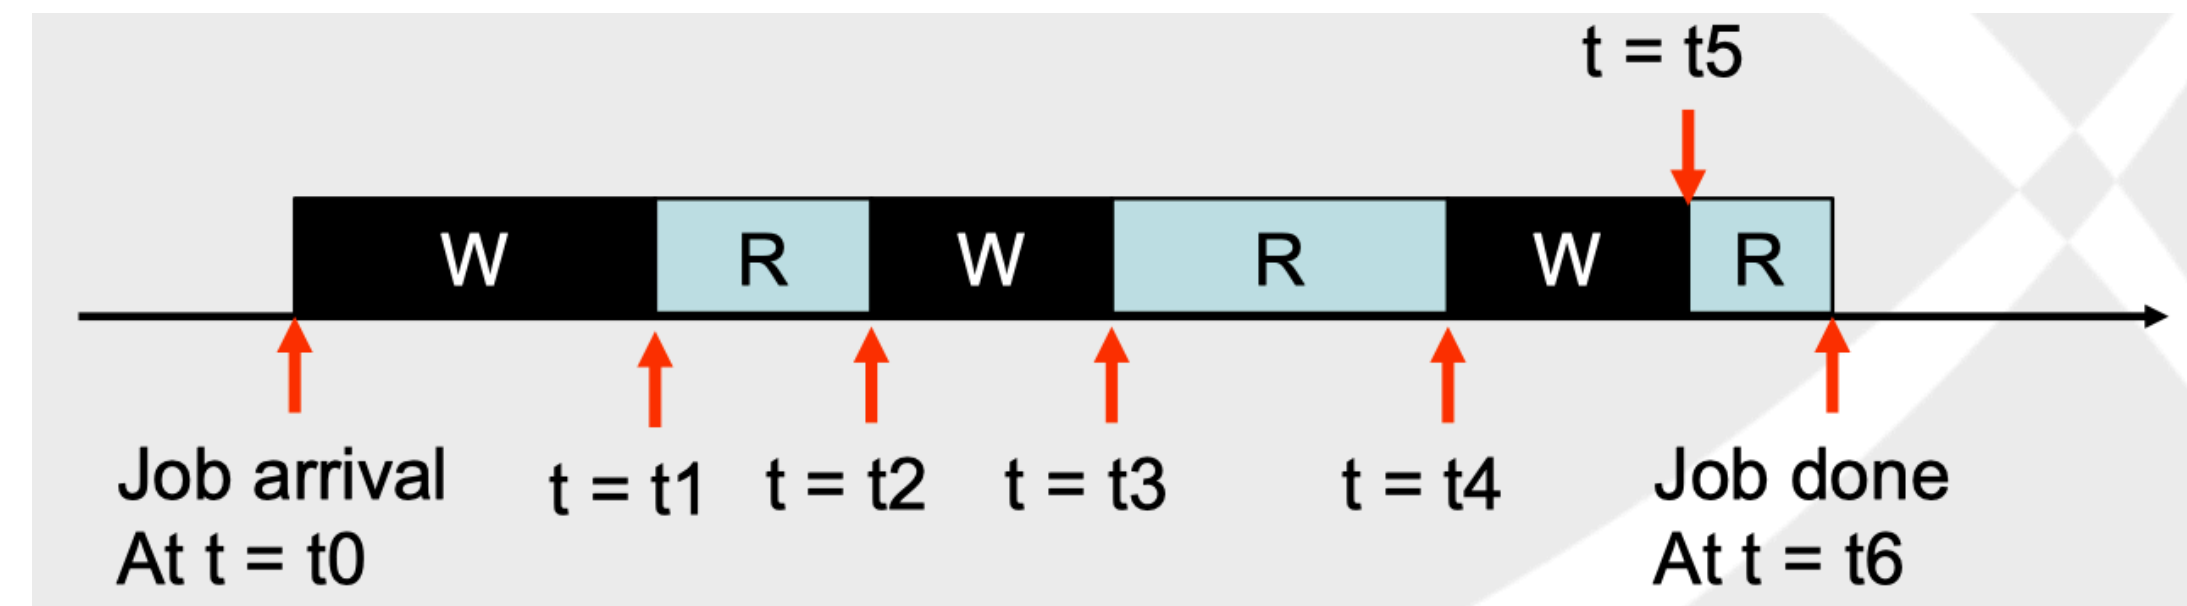 t = t5
W R W R W R
Job arrival
At t = t0
t = t1
t = t2
t = t3
t = t4
Job done
At t = t6